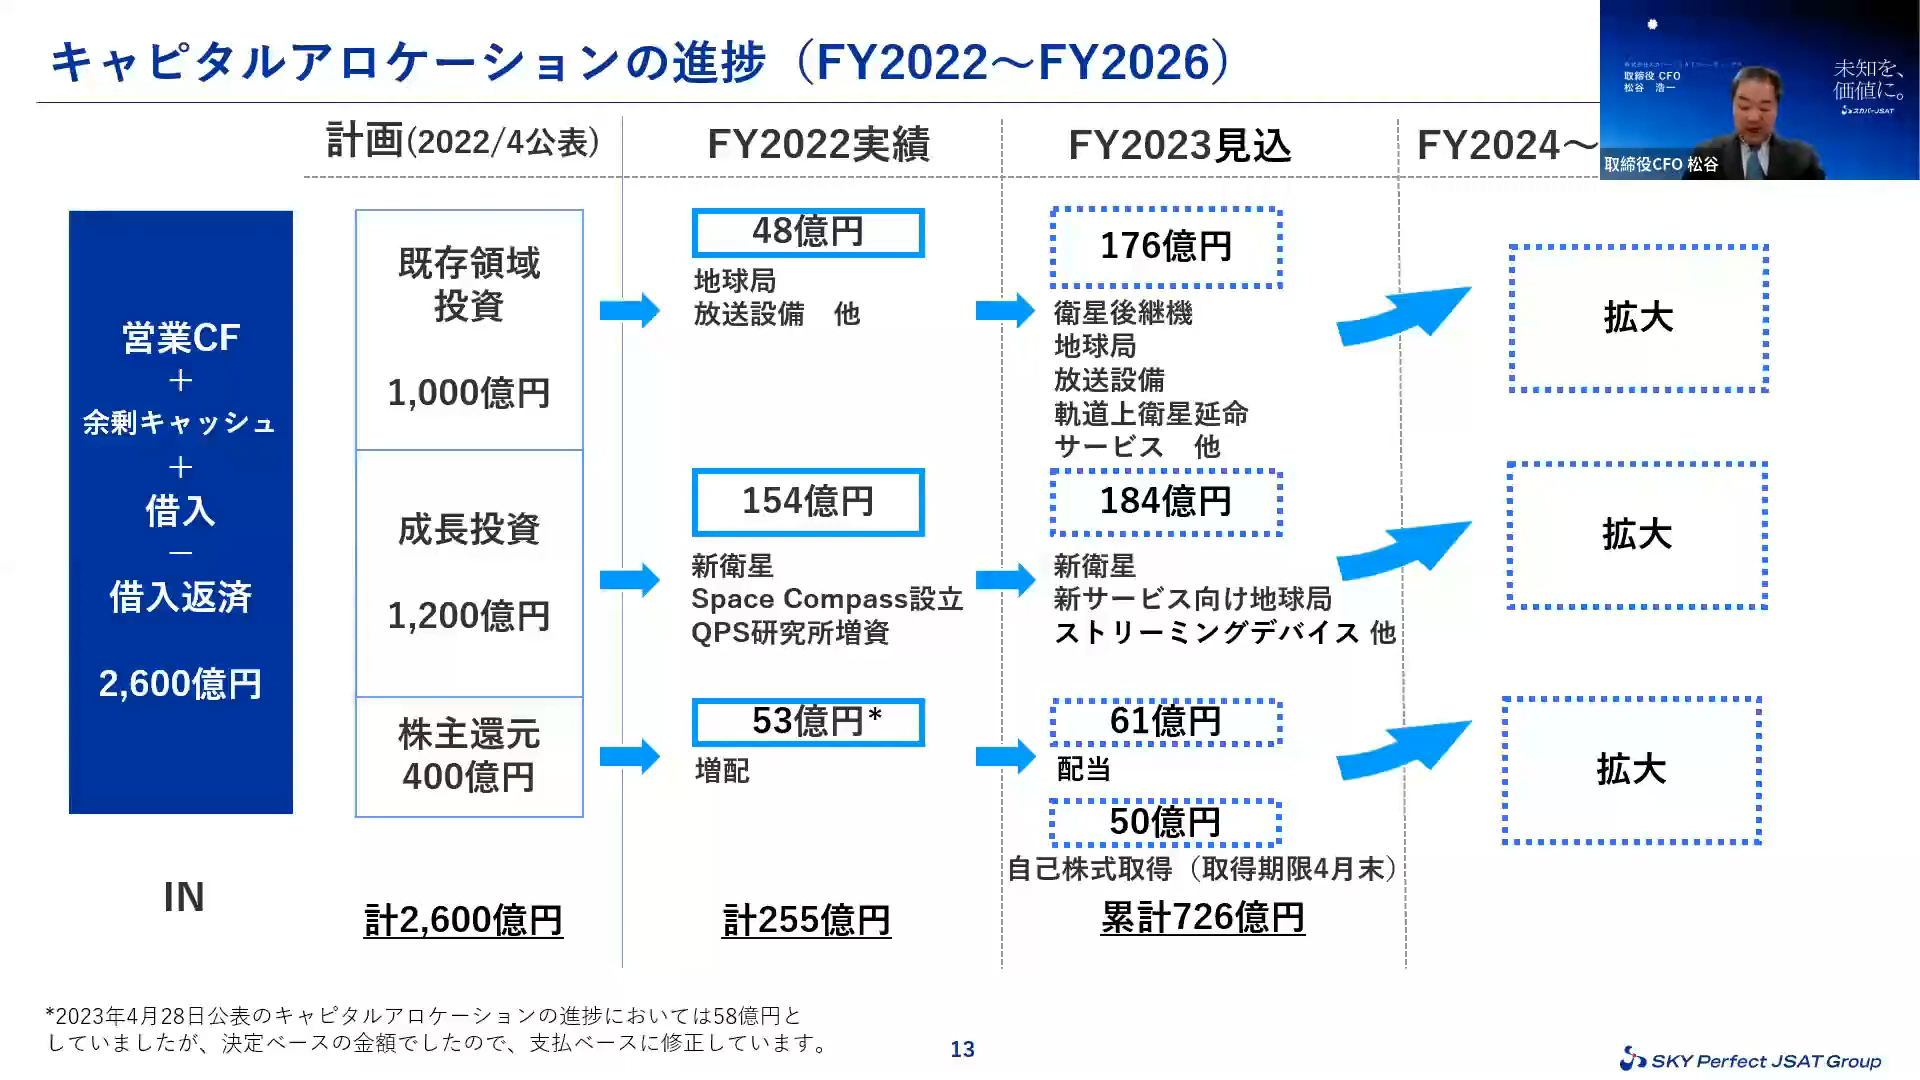 キャピタルアロケーションの進捗（FY2022～FY2026）
計画(2022/4公表)
FY2022実績
FY2023見込
FY2024～
営業CF
＋
余剰キャッシュ
＋
借入
－
借入返済
2,600億円
IN
既存領域
投資
1,000億円
成長投資
1,200億円
株主還元
400億円
計2,600億円
48億円
地球局
放送設備　他
154億円
新衛星
Space Compass設立
QPS研究所増資
53億円*
増配
計255億円
176億円
衛星後継機
地球局
放送設備
軌道上衛星延命
サービス　他
184億円
新衛星
新サービス向け地球局
ストリーミングデバイス 他
61億円
配当
50億円
自己株式取得（取得期限4月末）
累計726億円
拡大
拡大
拡大
*2023年4月28日公表のキャピタルアロケーションの進捗においては58億円と
していましたが、決定ベースの金額でしたので、支払ベースに修正しています。
13
SKY Perfect JSAT Group
取締役 CFO
松谷　浩一
未知を、
価値に。
スカパーJSAT
取締役CFO 松谷